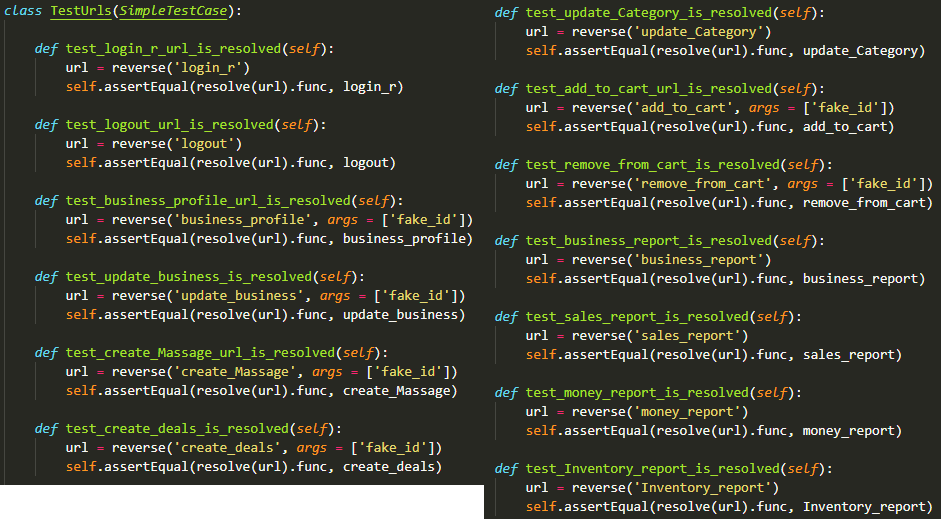 class TestUrls(SimpleTestCase):
def test_login_r_url_is_resolved(self):
url = reverse('login_r')
self.assertEqual(resolve(url).func, login_r)
def test_logout_url_is_resolved(self):
url = reverse('logout')
self.assertEqual(resolve(url).func, logout)
def test_business_profile_url_is_resolved(self):
url = reverse('business_profile', args = ['fake_id'])
self.assertEqual(resolve(url).func, business_profile)
def test_update_business_is_resolved(self):
url = reverse('update_business', args = ['fake_id'])
self.assertEqual(resolve(url).func, update_business)
def test_create_Massage_url_is_resolved(self):
url = reverse('create_Massage', args = ['fake_id'])
self.assertEqual(resolve(url).func, create_Massage)
def test_create_deals_is_resolved(self):
url = reverse('create_deals', args = ['fake_id'])
self.assertEqual(resolve(url).func, create_deals)
def test_update_Category_is_resolved(self):
url = reverse('update_Category')
self.assertEqual(resolve(url).func, update_Category)
def test_add_to_cart_url_is_resolved(self):
url = reverse('add_to_cart', args = ['fake_id'])
self.assertEqual(resolve(url).func, add_to_cart)
def test_remove_from_cart_is_resolved(self):
url = reverse('remove_from_cart', args = ['fake_id'])
self.assertEqual(resolve(url).func, remove_from_cart)
def test_business_report_is_resolved(self):
url = reverse('business_report')
self.assertEqual(resolve(url).func, business_report)
def test_sales_report_is_resolved(self):
url = reverse('sales_report')
self.assertEqual(resolve(url).func, sales_report)
def test_money_report_is_resolved(self):
url = reverse('money_report')
self.assertEqual(resolve(url).func, money_report)
def test_Inventory_report_is_resolved(self):
url = reverse('Inventory_report')
self.assertEqual(resolve(url).func, Inventory_report)